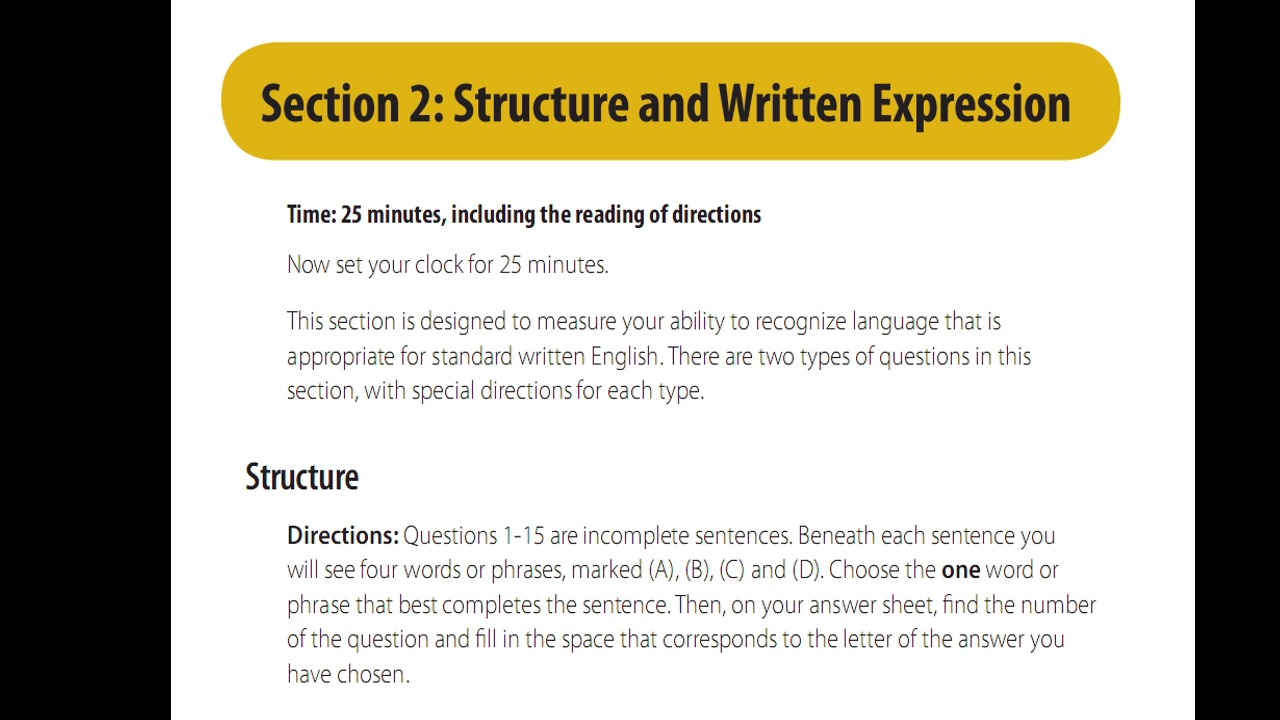 Section 2: Structure and Written Expression
Time: 25 minutes, including the reading of directions
Now set your clock for 25 minutes.
This section is designed to measure your ability to recognize language that is
appropriate for standard written English. There are two types of questions in this
section, with special directions for each type.
Structure
Directions: Questions 1-15 are incomplete sentences. Beneath each sentence you
will see four words or phrases, marked (A), (B), (C) and (D). Choose the one word or
phrase that best completes the sentence. Then, on your answer sheet, find the number
of the question and fill in the space that corresponds to the letter of the answer you
have chosen.